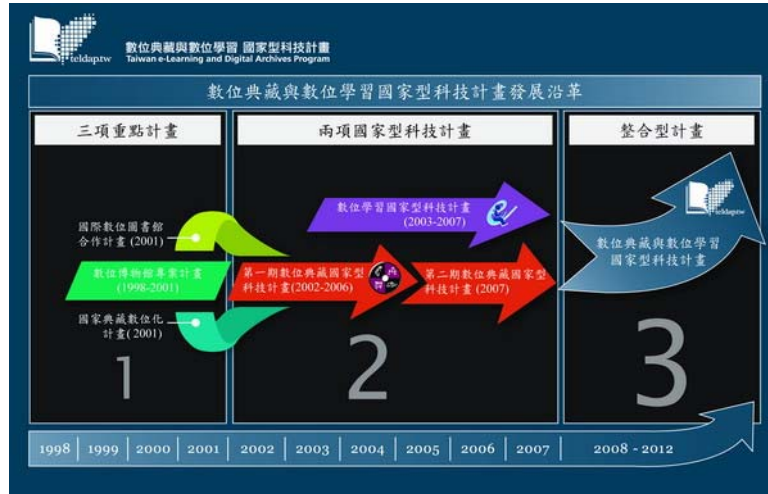 teldap.tw
數位典藏與數位學習 國家型科技計畫
Taiwan e-Learning and Digital Archives Program
數位典藏與數位學習國家型科技計畫發展沿革
三項重點計畫
國際數位圖書館
合作計畫 (2001)
數位博物館專案計畫
(1998-2001)
國家典藏數位化
計畫(2001)
1
兩項國家型科技計畫
數位學習國家型科技計畫
(2003-2007)
第一期數位典藏國家型
科技計畫(2002-2006)
第二期數位典藏國家型
科技計畫 (2007)
2
整合型計畫
teldap.tw
數位典藏與數位學習
國家型科技計畫
3
1998 | 1999 | 2000 | 2001 | 2002 | 2003 | 2004 | 2005 | 2006 | 2007 | 2008 - 2012